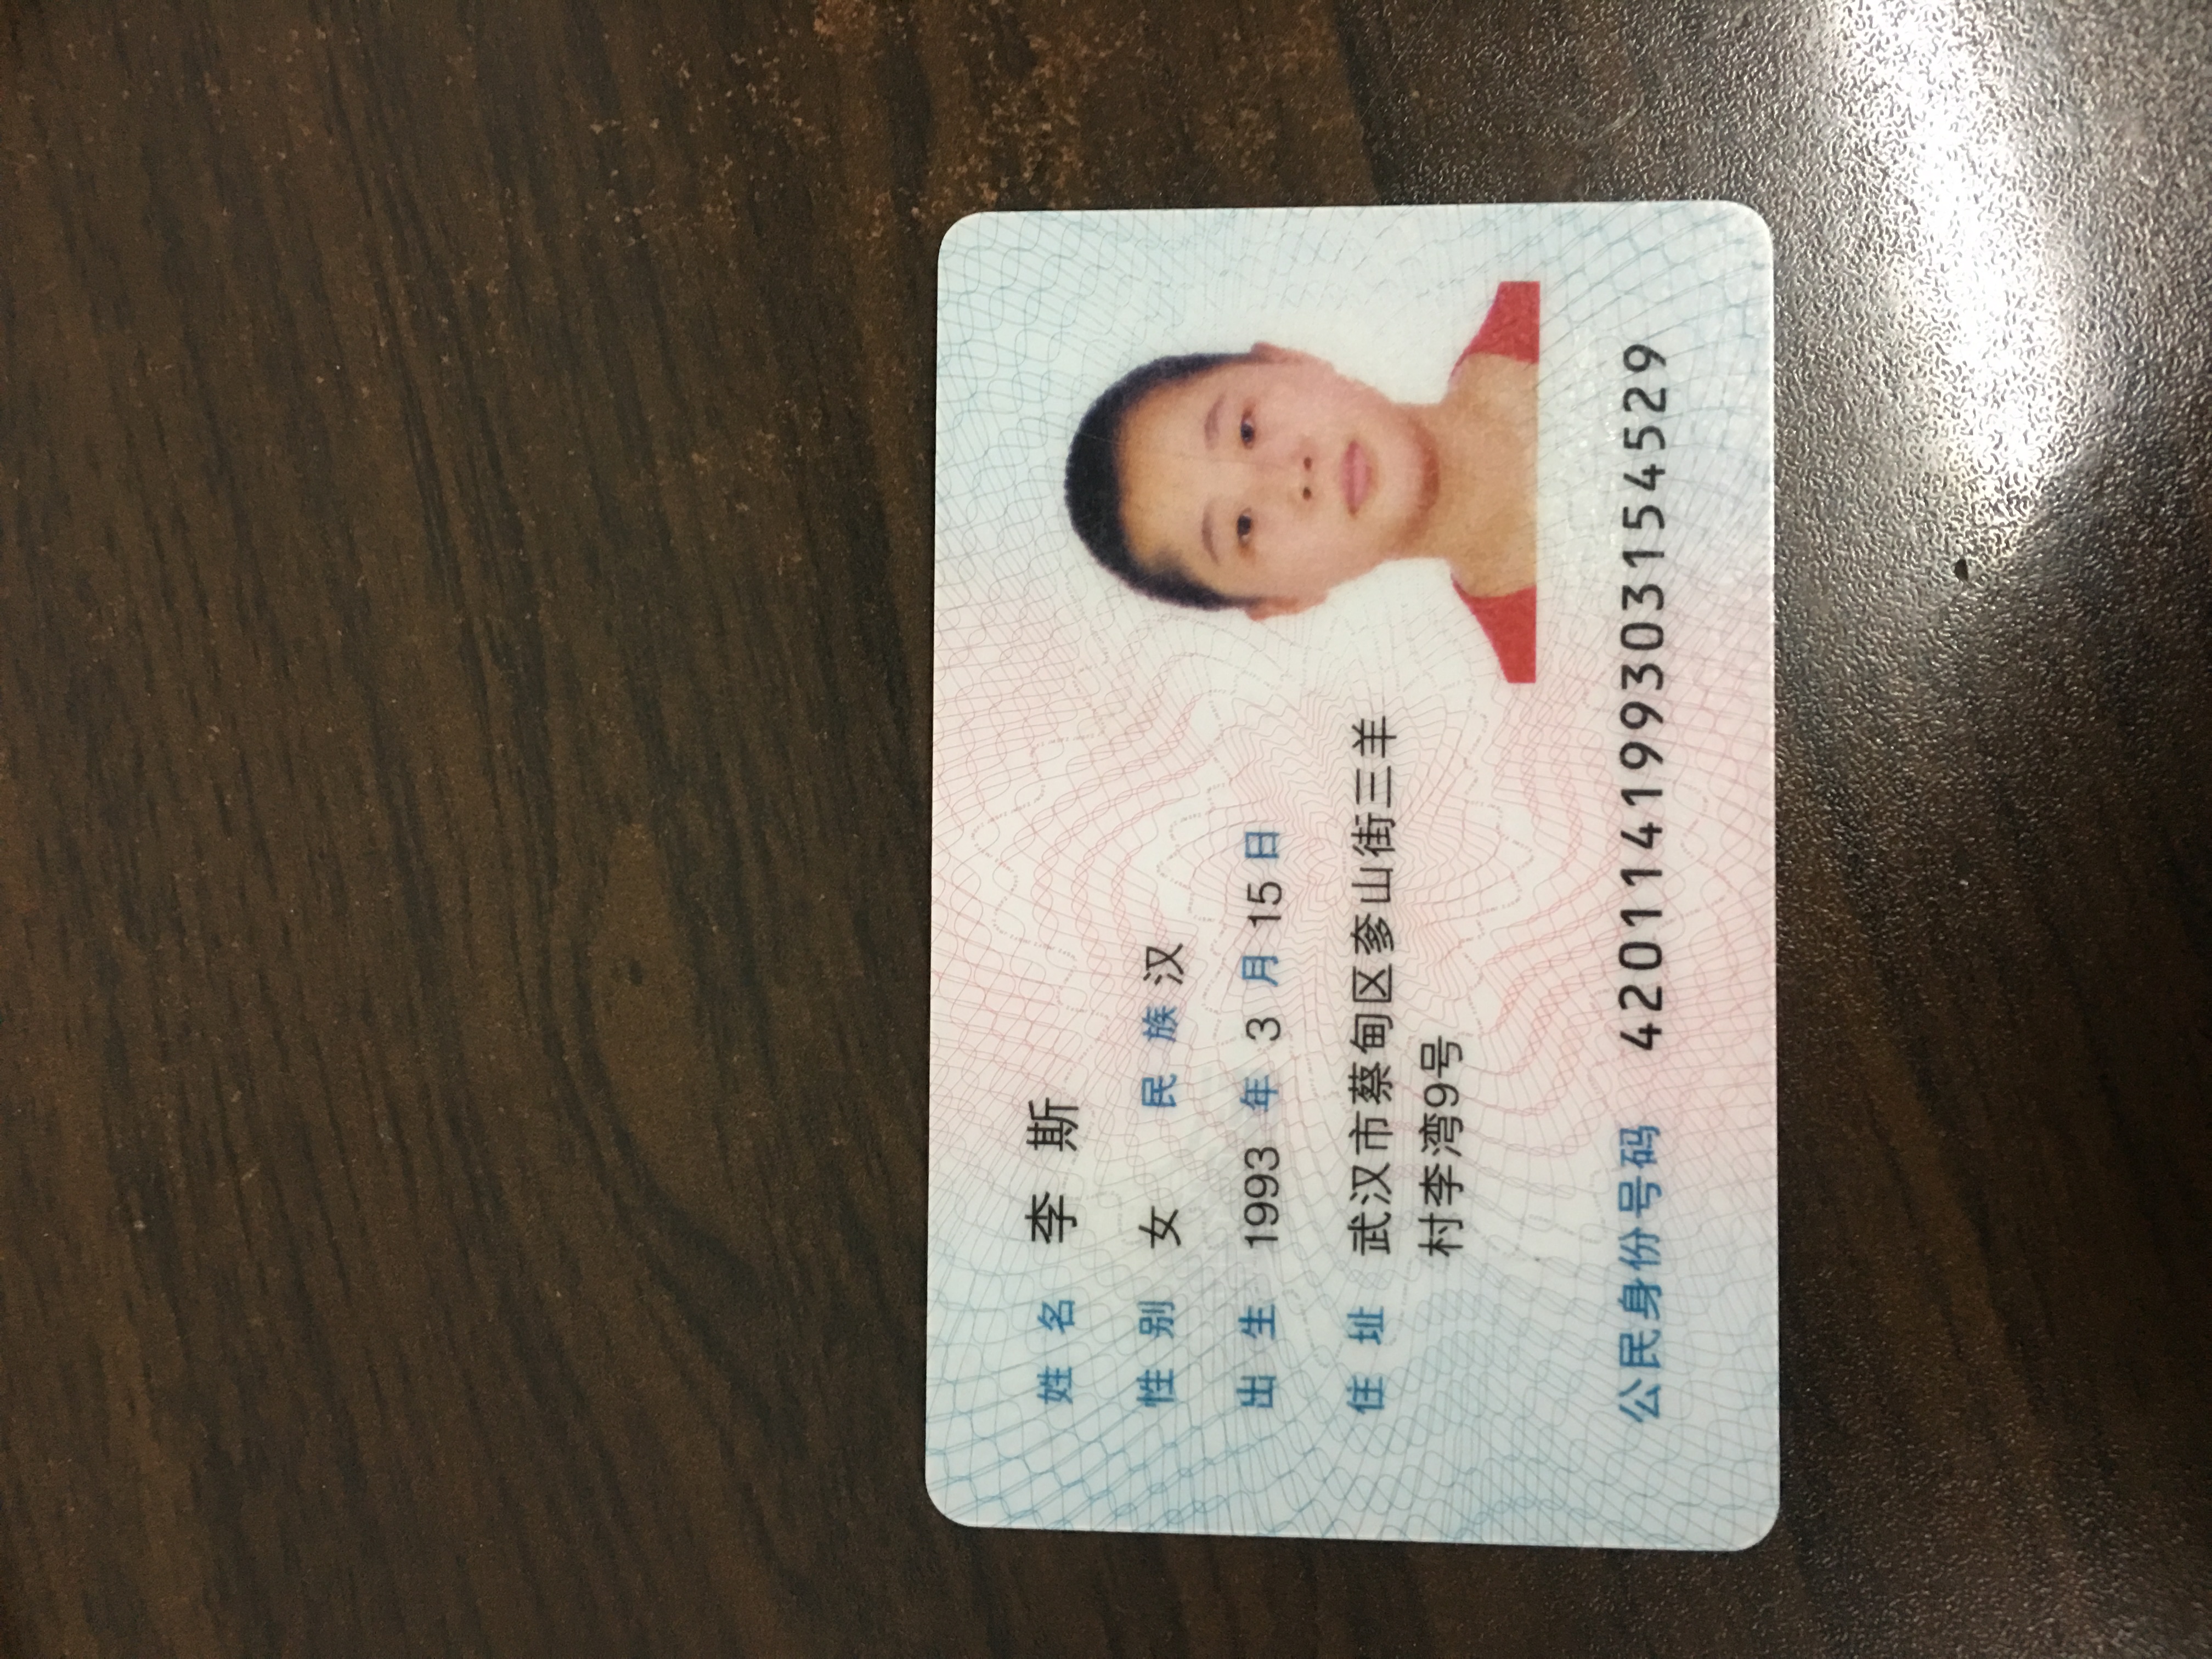 姓名 李斯
性别 女 民族 汉
出生 1993 年 3 月 15 日
住址 武汉市蔡甸区奓山街三羊
村李湾9号
公民身份号码 420114199303154529